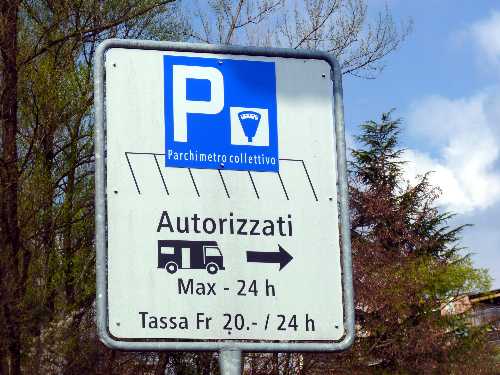 P
Parchimetro collettivo
Autorizzati
Max - 24 h
Tassa Fr 20.- / 24 h